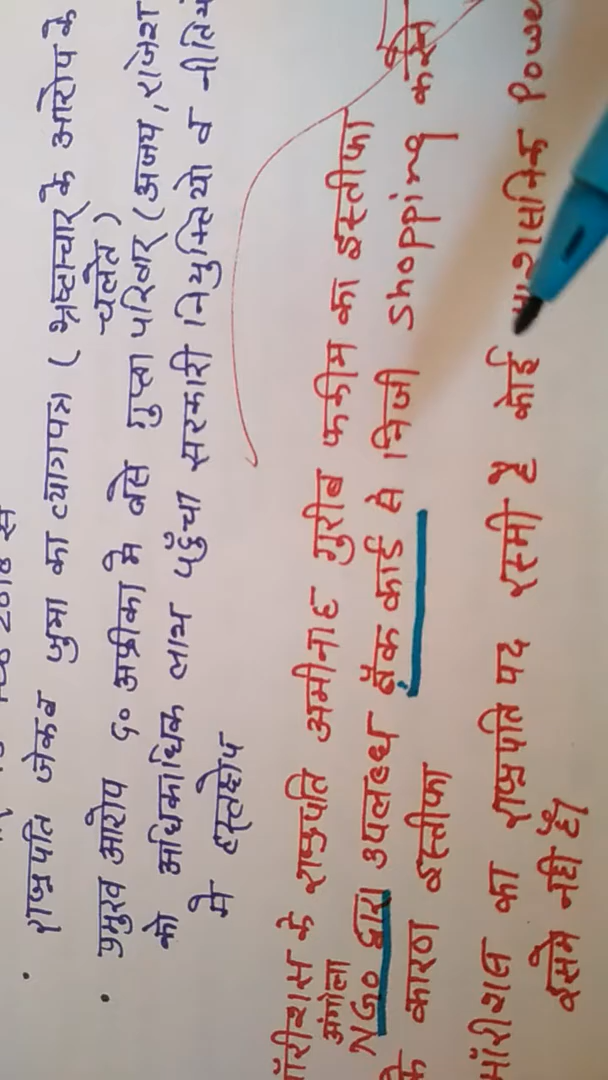 2018 से
• राष्ट्रपति जेकब जुमा का त्यागपत्र ( भ्रष्टाचार के आरोप के
चलते )
• प्रमुख आरोप द० अफ्रीका मे बसे गुप्ता परिवार (अजय, राजेश
को अधिकाधिक लाभ पहुँचा सरकारी नियुक्तियो व नीतियो
मे हस्तक्षेप
मॉरीशस के राष्ट्रपति अमीनाह गुरीब फकीम का इस्तीफा
अंगोला
NGO द्वारा उपलब्ध बैंक कार्ड से निजी shopping करने
के कारण इस्तीफा
मॉरीशस का राष्ट्रपति पद रस्मी है कोई प्रशासनिक Power
इसमे नही है।